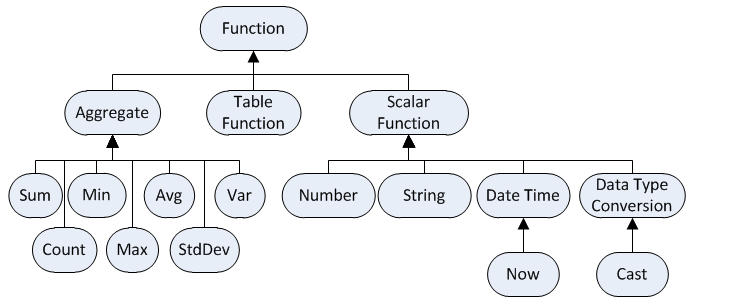 Function
Aggregate
Table
Function
Scalar
Function
Sum
Min
Avg
Var
Number
String
Date Time
Data Type
Conversion
Count
Max
StdDev
Now
Cast